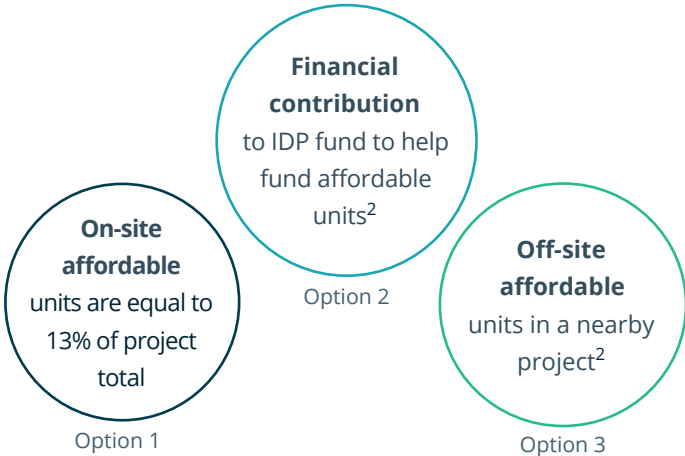 On-site
affordable
units are equal to
13% of project
total
Option 1
Financial
contribution
to IDP fund to help
fund affordable
units²
Option 2
Off-site
affordable
units in a nearby
project²
Option 3